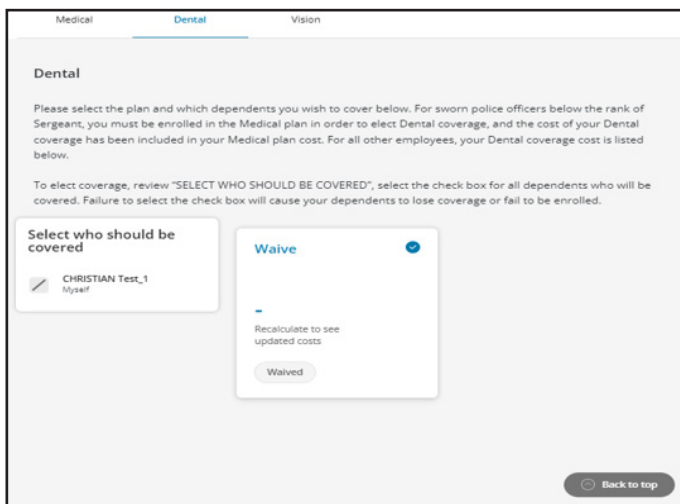 Medical Dental Vision
Dental
Please select the plan and which dependents you wish to cover below. For sworn police officers below the rank of
Sergeant, you must be enrolled in the Medical plan in order to elect Dental coverage, and the cost of your Dental
coverage has been included in your Medical plan cost. For all other employees, your Dental coverage cost is listed
below.
To elect coverage, review "SELECT WHO SHOULD BE COVERED", select the check box for all dependents who will be
covered. Failure to select the check box will cause your dependents to lose coverage or fail to be enrolled.
Select who should be
covered
CHRISTIAN Test_1
Myself
Waive
-
Recalculate to see
updated costs
Waived
Back to top